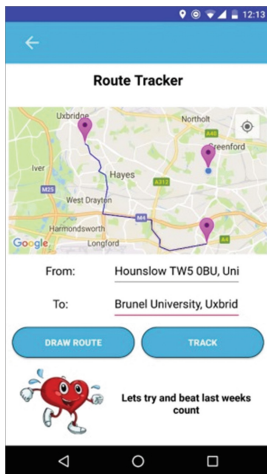 12:13
Route Tracker
Uxbridge
Northolt
A40
Greenford
Iver
Hayes
A312
M25
West Drayton
M4
Harmondsworth
A4
Google
Longford
From:
Hounslow TW5 0BU, Uni
To:
Brunel University, Uxbrid
DRAW ROUTE
TRACK
Lets try and beat last weeks
count